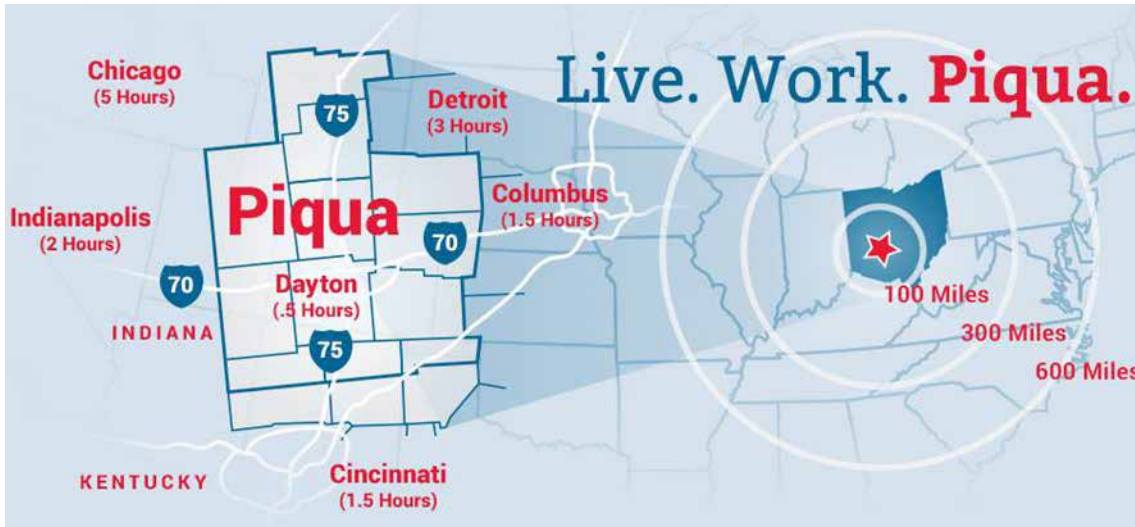 Live. Work. Piqua.
Chicago
(5 Hours)
75
Detroit
(3 Hours)
Piqua
Columbus
(1.5 Hours)
Indianapolis
(2 Hours)
70
70
Dayton
(.5 Hours)
INDIANA
75
100 Miles
300 Miles
600 Miles
KENTUCKY
Cincinnati
(1.5 Hours)